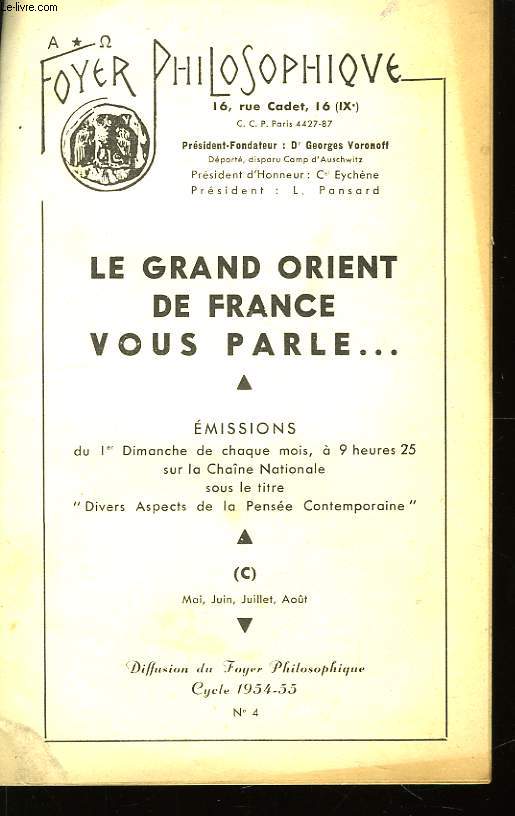 Le-livre.com
A ★ Ω
FOYER PHILOSOPHIQVE
16, rue Cadet, 16 (IXe)
C. C. P. Paris 4427-87
Président-Fondateur : Dr Georges Voronoff
Déporté, disparu Camp d'Auschwitz
Président d'Honneur : Cel Eychène
Président : L. Pansard
LE GRAND ORIENT
DE FRANCE
VOUS PARLE...
ÉMISSIONS
du 1er Dimanche de chaque mois, à 9 heures 25
sur la Chaîne Nationale
sous le titre
"Divers Aspects de la Pensée Contemporaine"
(C)
Mai, Juin, Juillet, Août
Diffusion du Foyer Philosophique
Cycle 1954-55
No 4